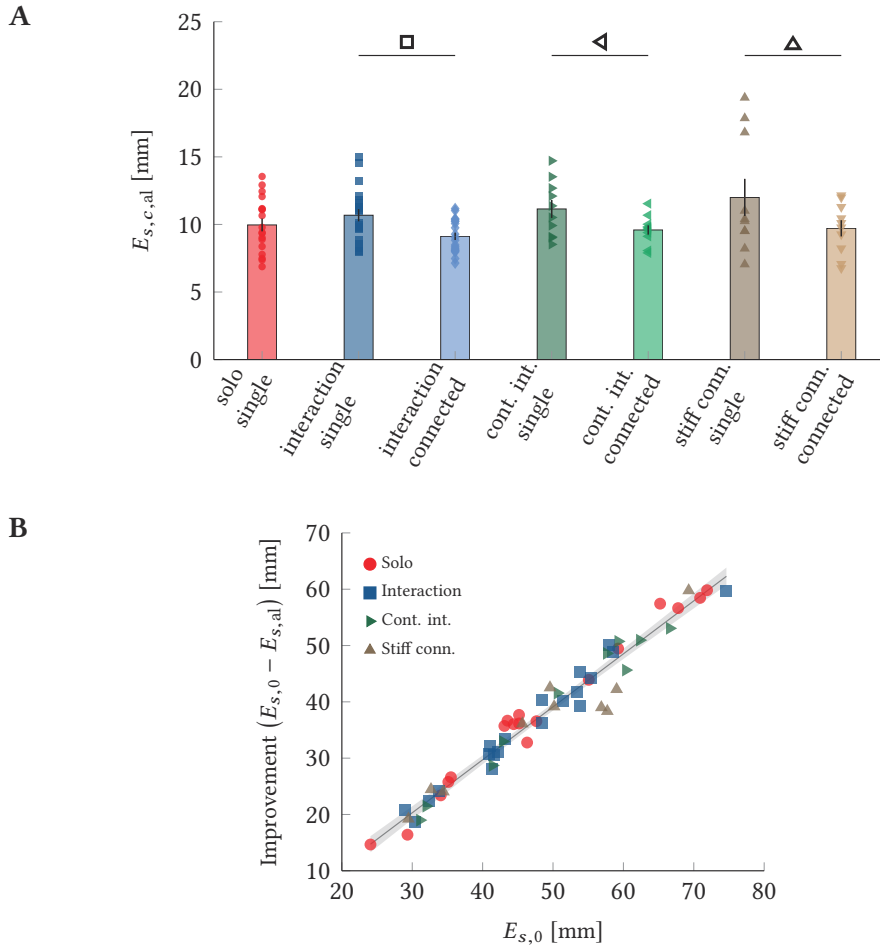 A
E_{s,c,al} [mm]
25
20
15
10
5
0
solo
single
interaction
single
interaction
connected
cont. int.
single
cont. int.
connected
stiff conn.
single
stiff conn.
connected
B
Improvement (E_{s,0} − E_{s,al}) [mm]
70
60
50
40
30
20
10
Solo
Interaction
Cont. int.
Stiff conn.
20 30 40 50 60 70 80
E_{s,0} [mm]